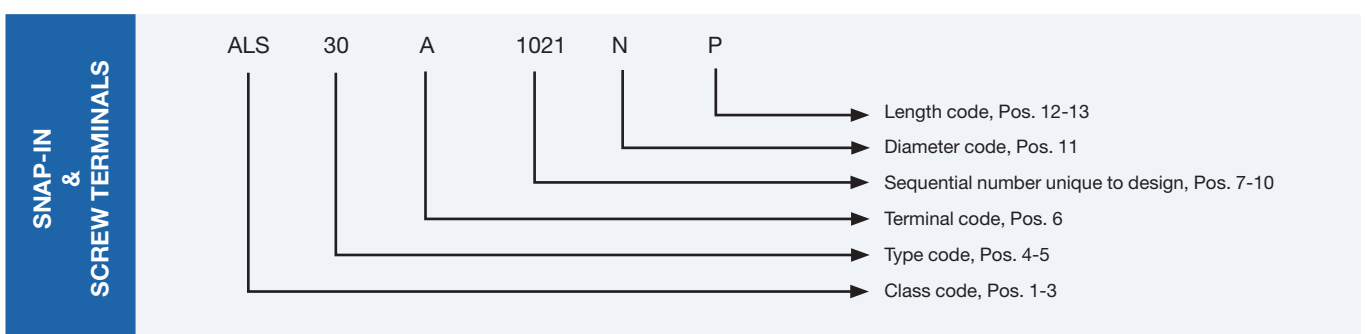 SNAP-IN
&
SCREW TERMINALS
ALS 30 A 1021 N P
Length code, Pos. 12-13
Diameter code, Pos. 11
Sequential number unique to design, Pos. 7-10
Terminal code, Pos. 6
Type code, Pos. 4-5
Class code, Pos. 1-3